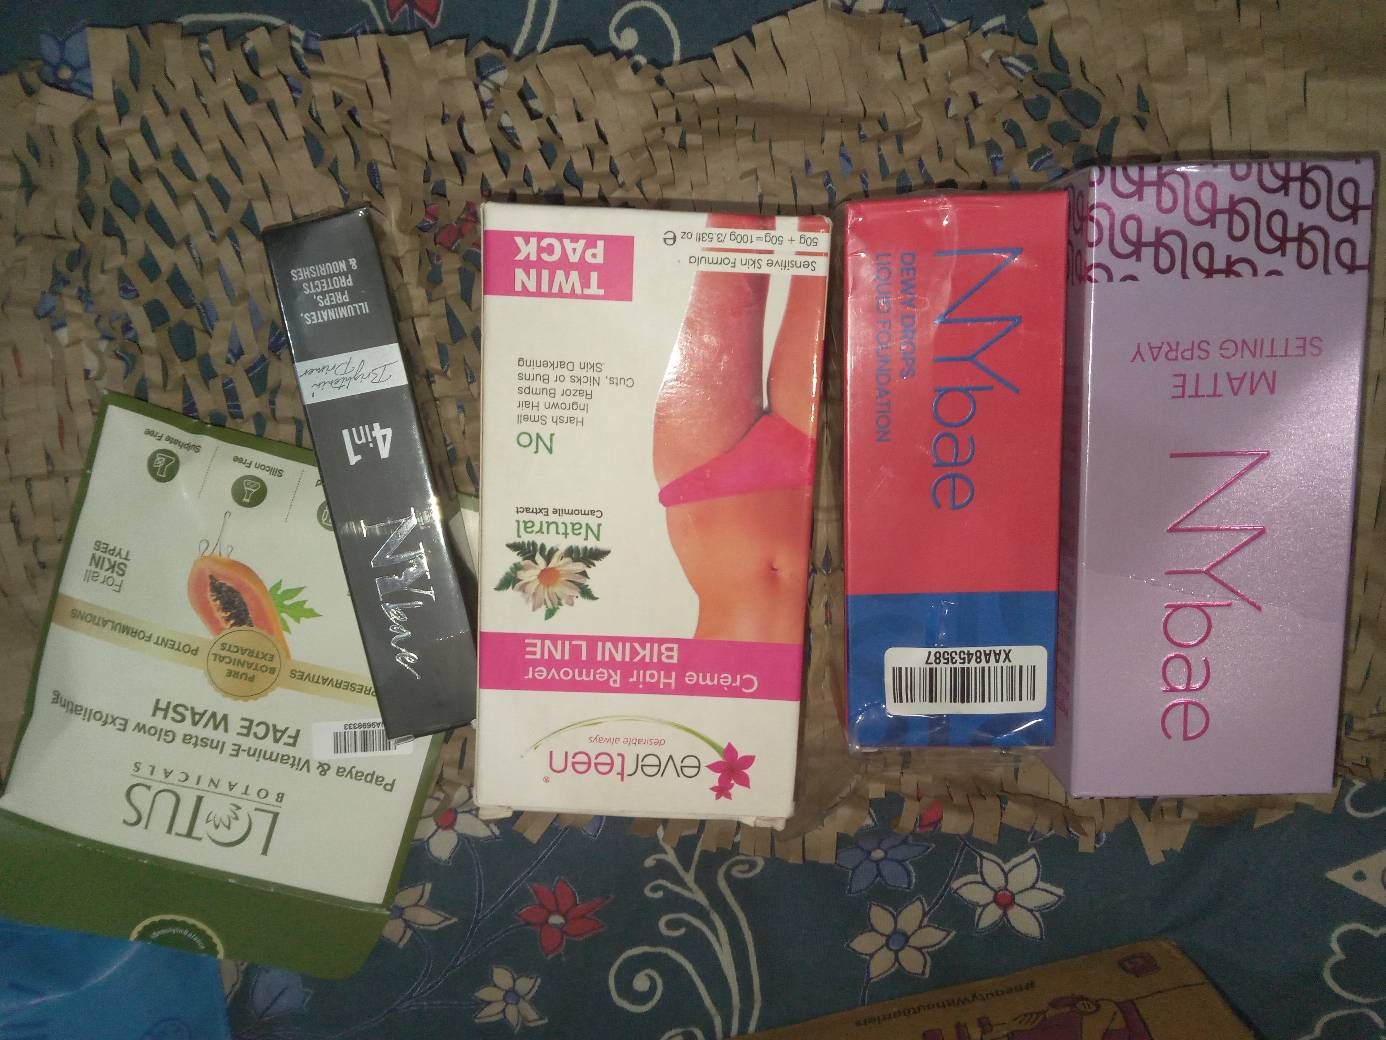 LOTUS
BOTANICALS
Papaya & Vitamin-E Insta Glow Exfoliating
FACE WASH
PRESERVATIVES
PURE
BOTANICAL
EXTRACTS
POTENT FORMULATIONS
For all
SKIN
TYPES
Silicon Free
Sulphate Free
NYbae
4in1
Brightenin'
Primer
ILLUMINATES,
PREPS,
PROTECTS
& NOURISHES
everteen®
desirable always
Crème Hair Remover
BIKINI LINE
Natural
Camomile Extract
No
Harsh Smell
Ingrown Hair
Razor Bumps
Cuts, Nicks or Burns
Skin Darkening
TWIN
PACK
Sensitive Skin Formula
50g + 50g=100g/3.53fl oz e
NYbae
DEWY DROPS
LIQUID FOUNDATION
XAA8453587
NYbae
MATTE
SETTING SPRAY
#BeautyWithoutBarriers